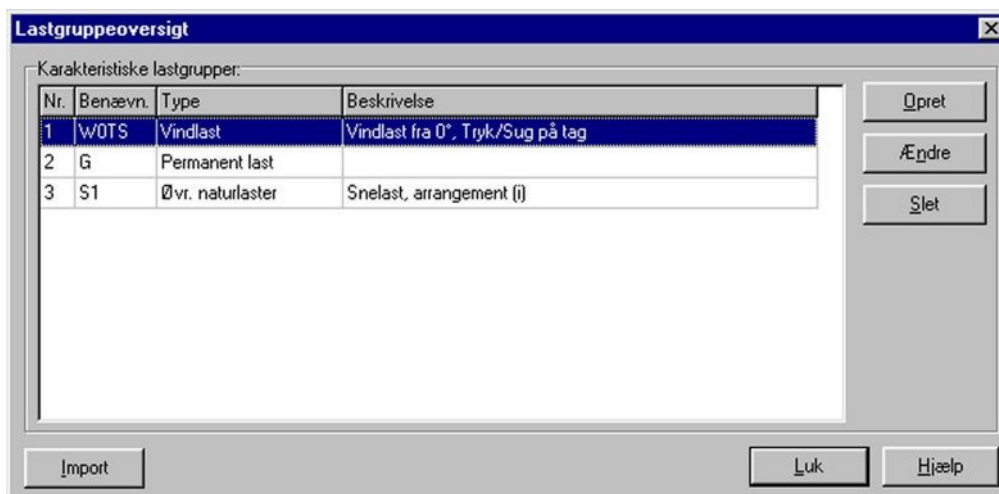 Lastgruppeoversigt
Karakteristiske lastgrupper:
Nr. Benævn. Type Beskrivelse
1 W0TS Vindlast Vindlast fra 0°, Tryk/Sug på tag
2 G Permanent last
3 S1 Øvr. naturlaster Snelast, arrangement (i)
Opret
Ændre
Slet
Import
Luk
Hjælp